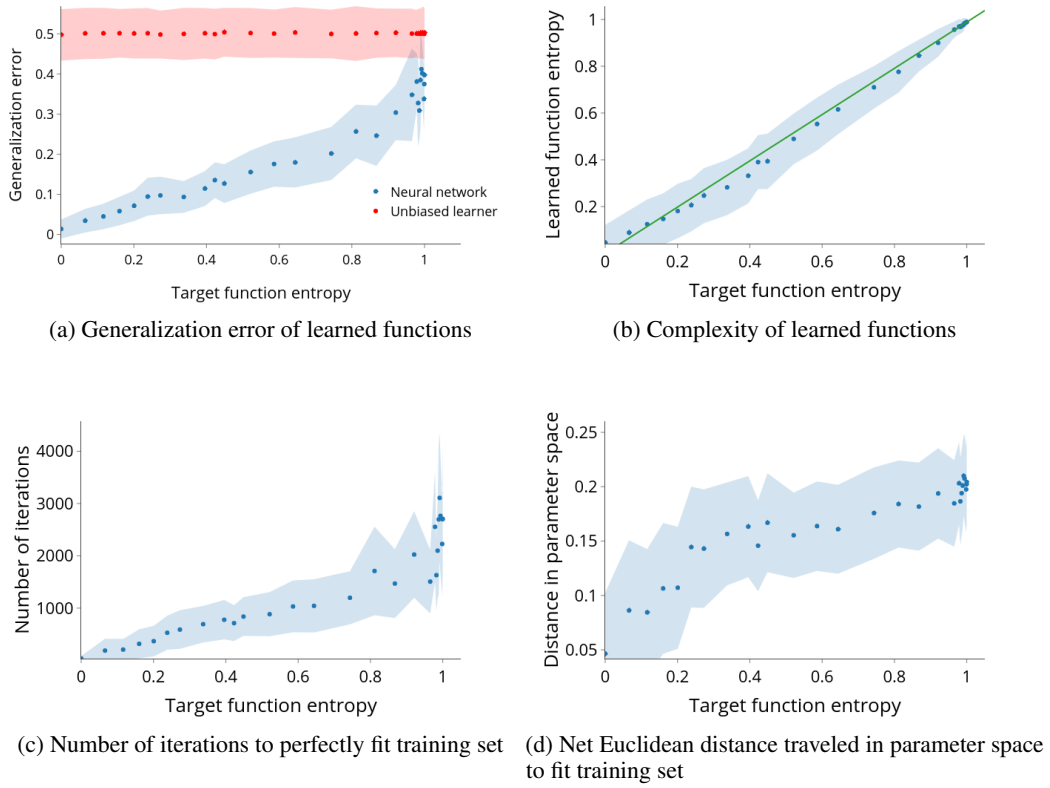 Generalization error
0.5
0.4
0.3
0.2
0.1
0
Neural network
Unbiased learner
0
0.2
0.4
0.6
0.8
1
Target function entropy
(a) Generalization error of learned functions
Learned function entropy
1
0.8
0.6
0.4
0.2
0
0.2
0.4
0.6
0.8
1
Target function entropy
(b) Complexity of learned functions
Number of iterations
4000
3000
2000
1000
0
0.2
0.4
0.6
0.8
1
Target function entropy
(c) Number of iterations to perfectly fit training set
Distance in parameter space
0.25
0.2
0.15
0.1
0.05
0
0.2
0.4
0.6
0.8
1
Target function entropy
(d) Net Euclidean distance traveled in parameter space
to fit training set